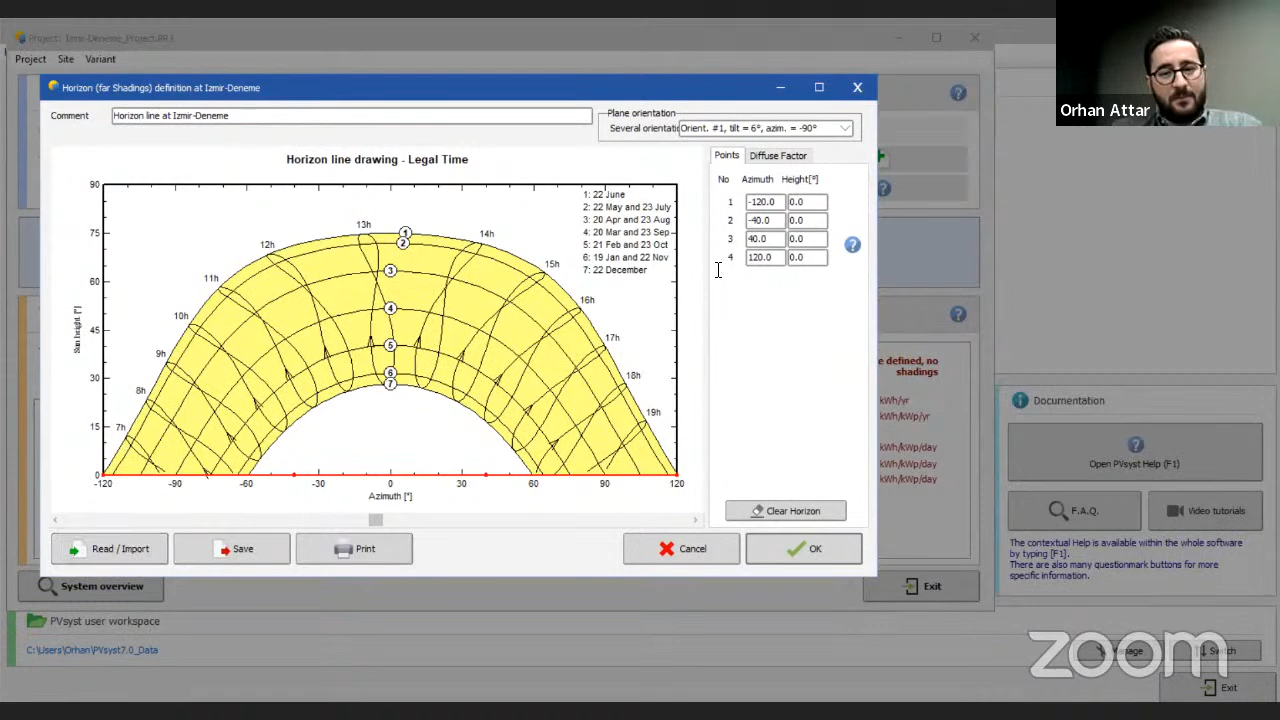 Project: Izmir-Deneme_Project.PRJ
Project Site Variant
Horizon (far Shadings) definition at Izmir-Deneme
Comment
Horizon line at Izmir-Deneme
Plane orientation
Several orientatio
Orient. #1, tilt = 6°, azim. = -90°
Horizon line drawing - Legal Time
1: 22 June
2: 22 May and 23 July
3: 20 Apr and 23 Aug
4: 20 Mar and 23 Sep
5: 21 Feb and 23 Oct
6: 19 Jan and 22 Nov
7: 22 December
Sun height [°]
90
75
60
45
30
15
0
7h
8h
9h
10h
11h
12h
13h
14h
15h
16h
17h
18h
19h
1
2
3
4
5
6
7
-120 -90 -60 -30 0 30 60 90 120
Azimuth [°]
Points Diffuse Factor
No Azimuth Height[°]
1 -120.0 0.0
2 -40.0 0.0
3 40.0 0.0
4 120.0 0.0
Clear Horizon
Read / Import
Save
Print
Cancel
OK
e defined, no
shadings
kWh/yr
kWh/kWp/yr
kWh/kWp/day
kWh/kWp/day
kWh/kWp/day
System overview
Exit
PVsyst user workspace
C:\Users\Orhan\PVsyst7.0_Data
Documentation
Open PVsyst Help (F1)
F.A.Q.
Video tutorials
The contextual Help is available within the whole software
by typing [F1].
There are also many questionmark buttons for more
specific information.
Manage
Switch
Exit
Orhan Attar
zoom